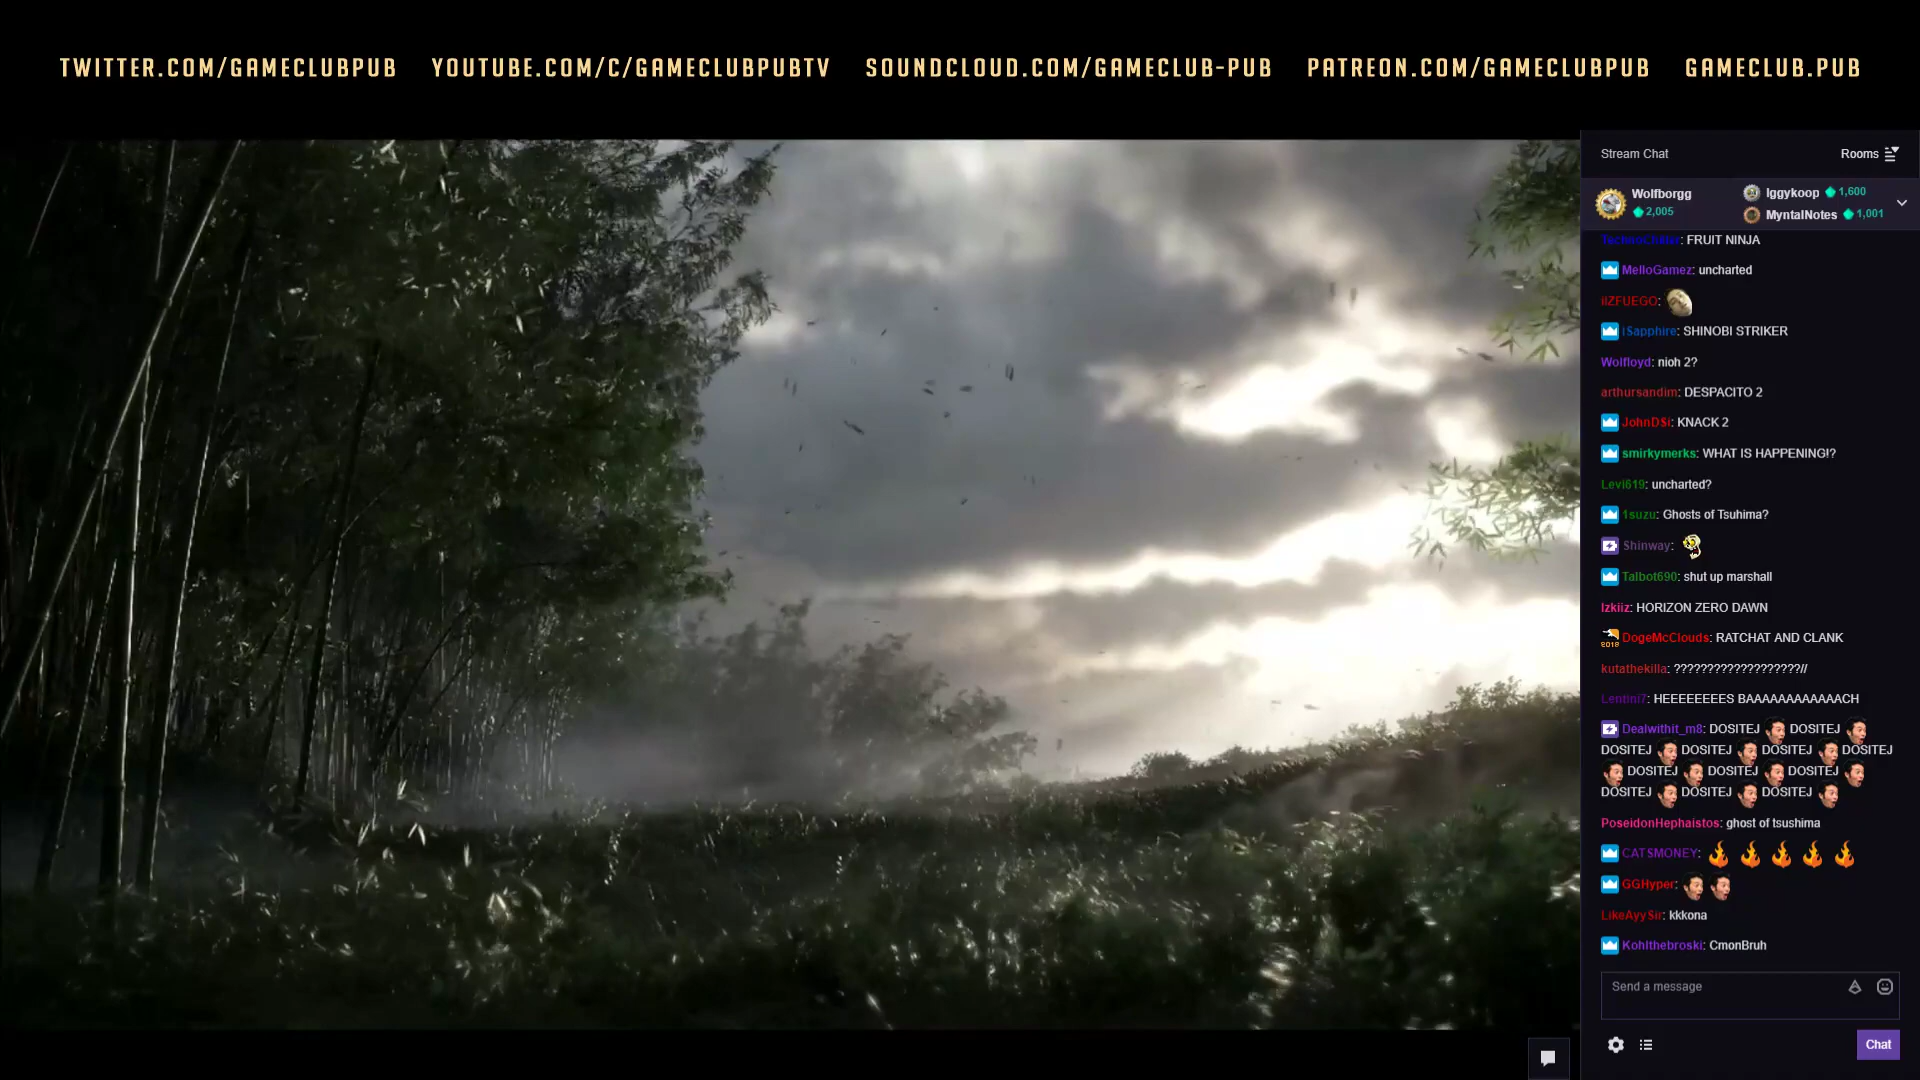 TWITTER.COM/GAMECLUBPUB YOUTUBE.COM/C/GAMECLUBPUBTV SOUNDCLOUD.COM/GAMECLUB-PUB PATREON.COM/GAMECLUBPUB GAMECLUB.PUB
Stream Chat Rooms
Wolfborgg Iggykoop 1,600
2,005 MyntalNotes 1,001
: FRUIT NINJA
MelloGamez: uncharted
iIZFUEGO:
iSapphire: SHINOBI STRIKER
Wolfloyd: nioh 2?
arthursandim: DESPACITO 2
JohnD$i: KNACK 2
smirkymerks: WHAT IS HAPPENING!?
Levi619: uncharted?
1suzu: Ghosts of Tsuhima?
Shinway:
Talbot690: shut up marshall
Izkiiz: HORIZON ZERO DAWN
2018 DogeMcClouds: RATCHAT AND CLANK
kutathekilla: ???????????????????//
Lentini7: HEEEEEEEES BAAAAAAAAAAAACH
Dealwithit_m8: DOSITEJ DOSITEJ
DOSITEJ DOSITEJ DOSITEJ DOSITEJ
DOSITEJ DOSITEJ DOSITEJ
DOSITEJ DOSITEJ DOSITEJ
PoseidonHephaistos: ghost of tsushima
CATSMONEY:
GGHyper:
LikeAyySir: kkkona
Kohlthebroski: CmonBruh
Send a message
Chat